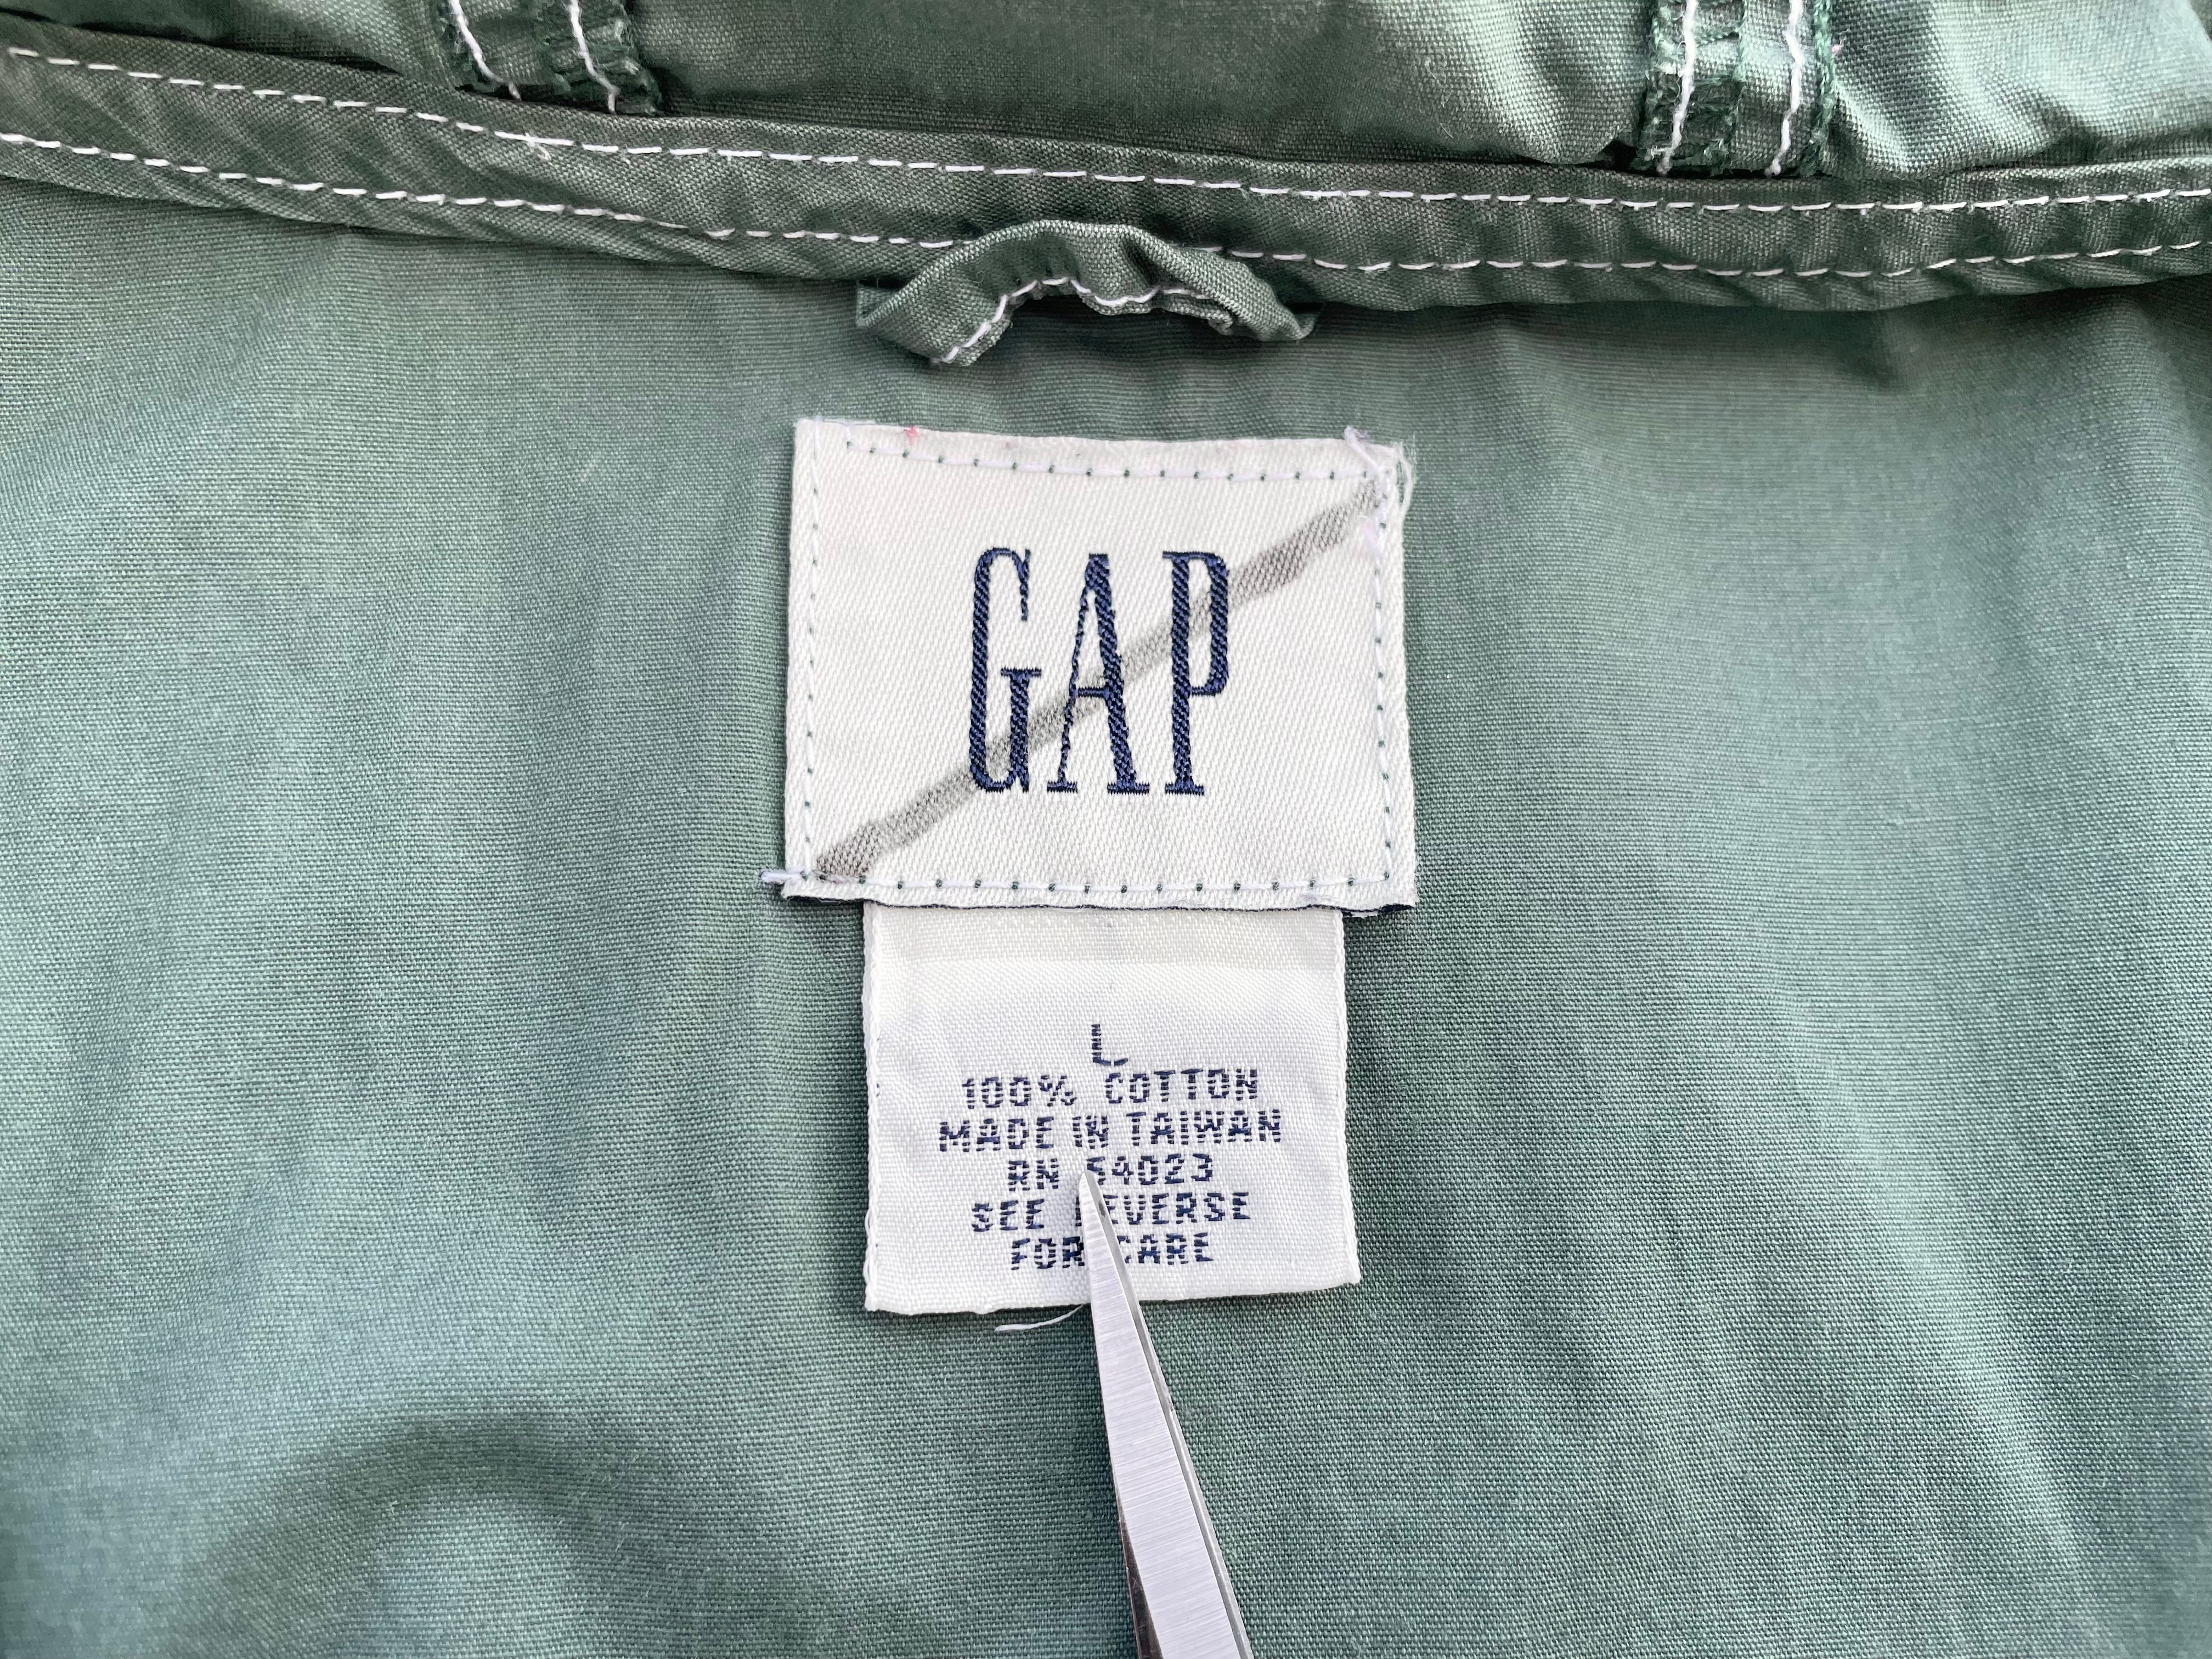 GAP
L
100% COTTON
MADE IN TAIWAN
RN 54023
SEE REVERSE
FOR CARE